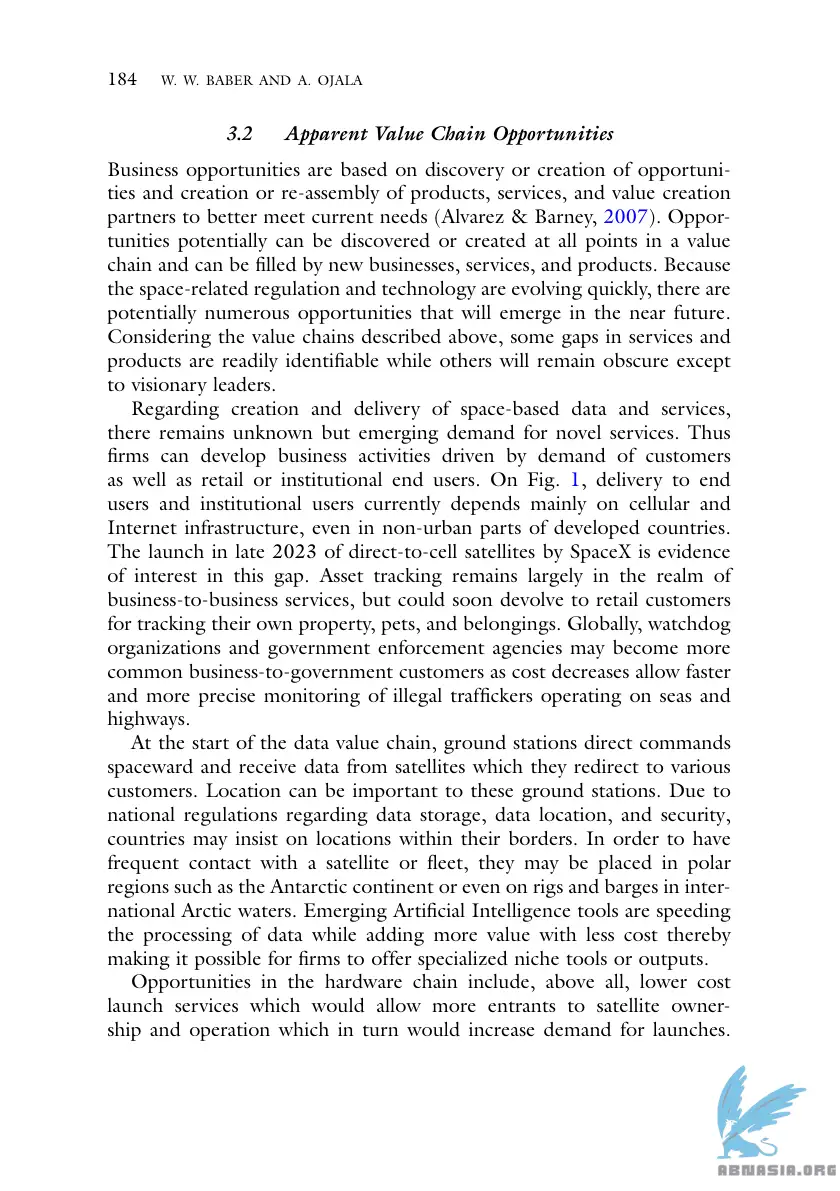 184 W. W. BABER AND A. OJALA
3.2 Apparent Value Chain Opportunities
Business opportunities are based on discovery or creation of opportuni-
ties and creation or re-assembly of products, services, and value creation
partners to better meet current needs (Alvarez & Barney, 2007). Oppor-
tunities potentially can be discovered or created at all points in a value
chain and can be filled by new businesses, services, and products. Because
the space-related regulation and technology are evolving quickly, there are
potentially numerous opportunities that will emerge in the near future.
Considering the value chains described above, some gaps in services and
products are readily identifiable while others will remain obscure except
to visionary leaders.
Regarding creation and delivery of space-based data and services,
there remains unknown but emerging demand for novel services. Thus
firms can develop business activities driven by demand of customers
as well as retail or institutional end users. On Fig. 1, delivery to end
users and institutional users currently depends mainly on cellular and
Internet infrastructure, even in non-urban parts of developed countries.
The launch in late 2023 of direct-to-cell satellites by SpaceX is evidence
of interest in this gap. Asset tracking remains largely in the realm of
business-to-business services, but could soon devolve to retail customers
for tracking their own property, pets, and belongings. Globally, watchdog
organizations and government enforcement agencies may become more
common business-to-government customers as cost decreases allow faster
and more precise monitoring of illegal traffickers operating on seas and
highways.
At the start of the data value chain, ground stations direct commands
spaceward and receive data from satellites which they redirect to various
customers. Location can be important to these ground stations. Due to
national regulations regarding data storage, data location, and security,
countries may insist on locations within their borders. In order to have
frequent contact with a satellite or fleet, they may be placed in polar
regions such as the Antarctic continent or even on rigs and barges in inter-
national Arctic waters. Emerging Artificial Intelligence tools are speeding
the processing of data while adding more value with less cost thereby
making it possible for firms to offer specialized niche tools or outputs.
Opportunities in the hardware chain include, above all, lower cost
launch services which would allow more entrants to satellite owner-
ship and operation which in turn would increase demand for launches.
ABNASIA.ORG